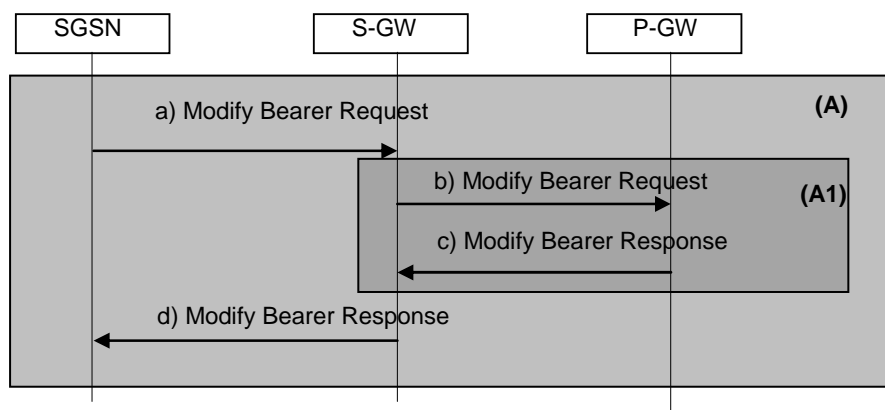 SGSN
S-GW
P-GW
(A)
a) Modify Bearer Request
b) Modify Bearer Request
(A1)
c) Modify Bearer Response
d) Modify Bearer Response